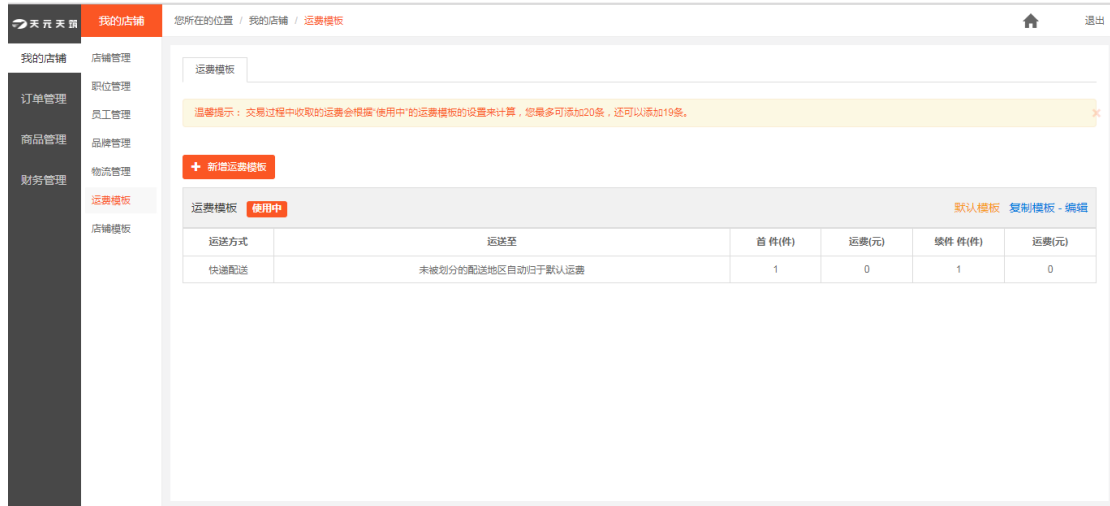 天元天筑 我的店铺 您所在的位置 / 我的店铺 / 运费模板 退出
我的店铺
订单管理
商品管理
财务管理
店铺管理
职位管理
员工管理
品牌管理
物流管理
运费模板
店铺模板
运费模板
温馨提示： 交易过程中收取的运费会根据“使用中”的运费模板的设置来计算 , 您最多可添加20条 , 还可以添加19条。 ×
+ 新增运费模板
运费模板 使用中 默认模板 复制模板 - 编辑
运送方式 运送至 首 件(件) 运费(元) 续件 件(件) 运费(元)
快递配送 未被划分的配送地区自动归于默认运费 1 0 1 0